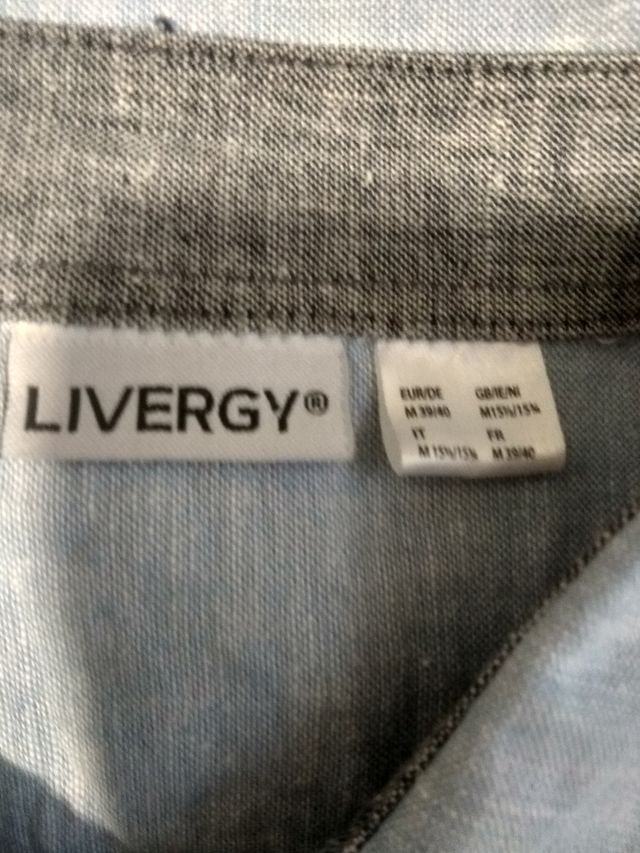 LIVERGY®
EUR/DE GB/IE/NI
M 39/40 M15½/15¾
IT FR
M 15½/15¾ M 39/40